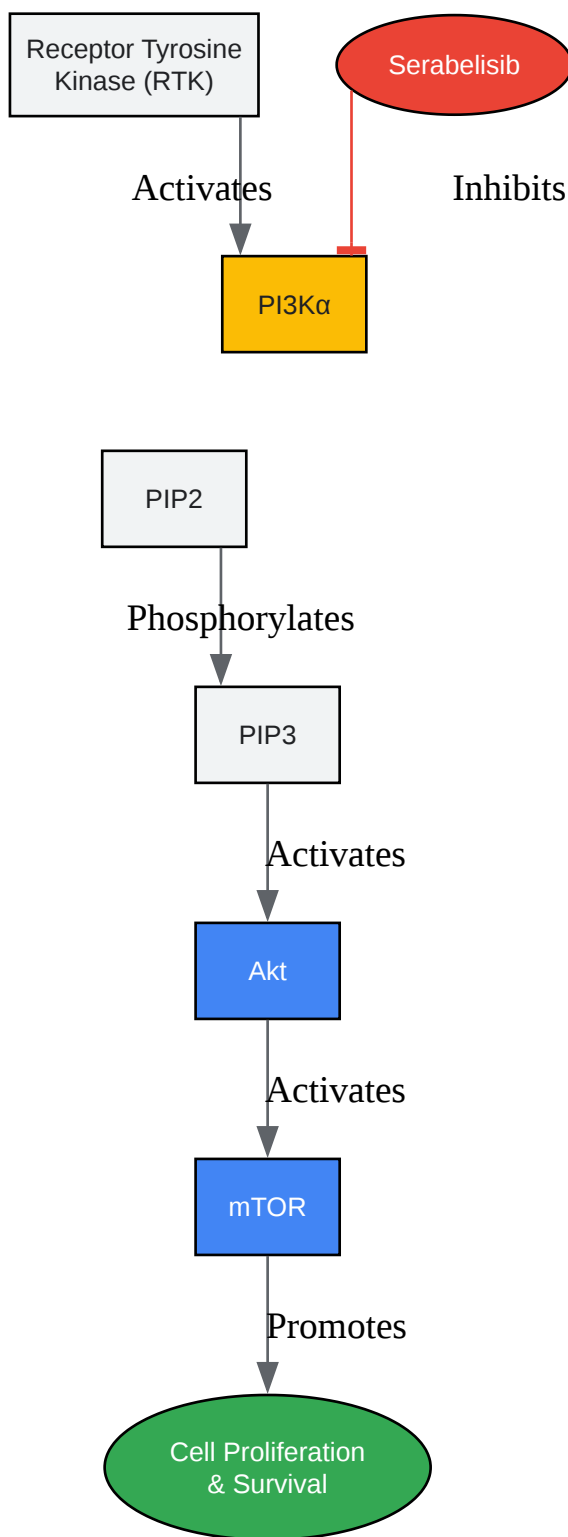 Receptor Tyrosine
Kinase (RTK)
Serabelisib
Activates
Inhibits
PI3Kα
PIP2
Phosphorylates
PIP3
Activates
Akt
Activates
mTOR
Promotes
Cell Proliferation
& Survival